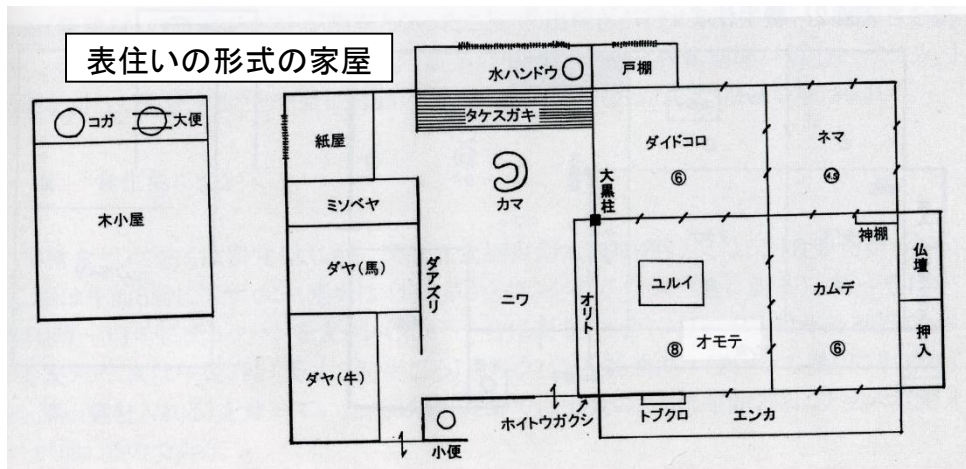 表住いの形式の家屋
水ハンドウ
戸棚
コガ
大便
タケスガキ
紙屋
ダイドコロ
ネマ
⑥
4.5
大黒柱
木小屋
ミソベヤ
カマ
神棚
仏壇
ダヤ(馬)
ダアズリ
ニワ
オリト
ユルイ
カムデ
オモテ
⑧
⑥
押入
ダヤ(牛)
ホイトウガクシ
トブクロ
エンカ
小便